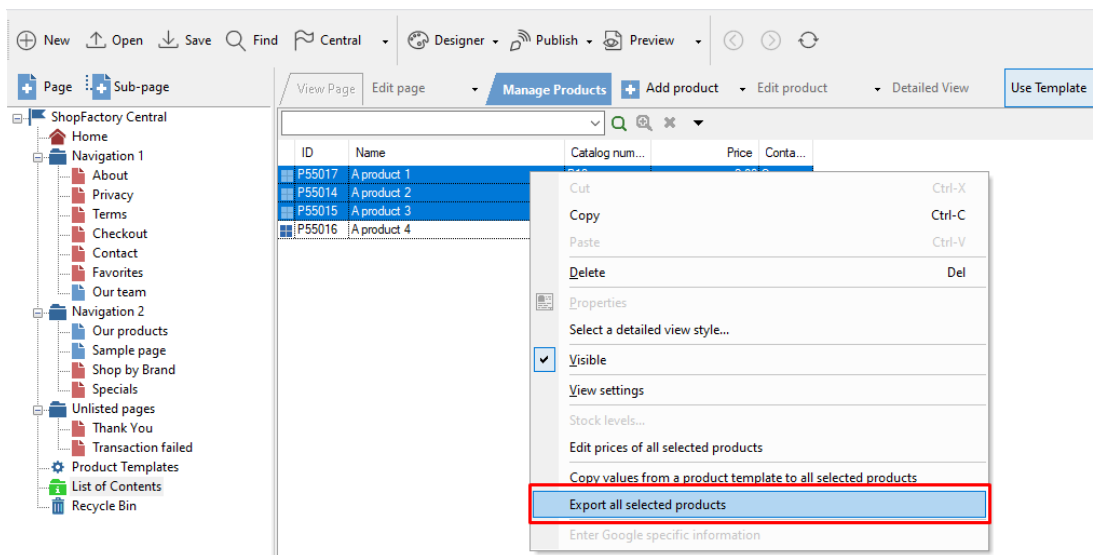 New Open Save Find Central Designer Publish Preview
Page Sub-page View Page Edit page Manage Products Add product Edit product Detailed View Use Template
ShopFactory Central
Home
Navigation 1
About
Privacy
Terms
Checkout
Contact
Favorites
Our team
Navigation 2
Our products
Sample page
Shop by Brand
Specials
Unlisted pages
Thank You
Transaction failed
Product Templates
List of Contents
Recycle Bin
ID Name Catalog num... Price Conta...
P55017 A product 1
P55014 A product 2
P55015 A product 3
P55016 A product 4
Cut Ctrl-X
Copy Ctrl-C
Paste Ctrl-V
Delete Del
Properties
Select a detailed view style...
Visible
View settings
Stock levels...
Edit prices of all selected products
Copy values from a product template to all selected products
Export all selected products
Enter Google specific information